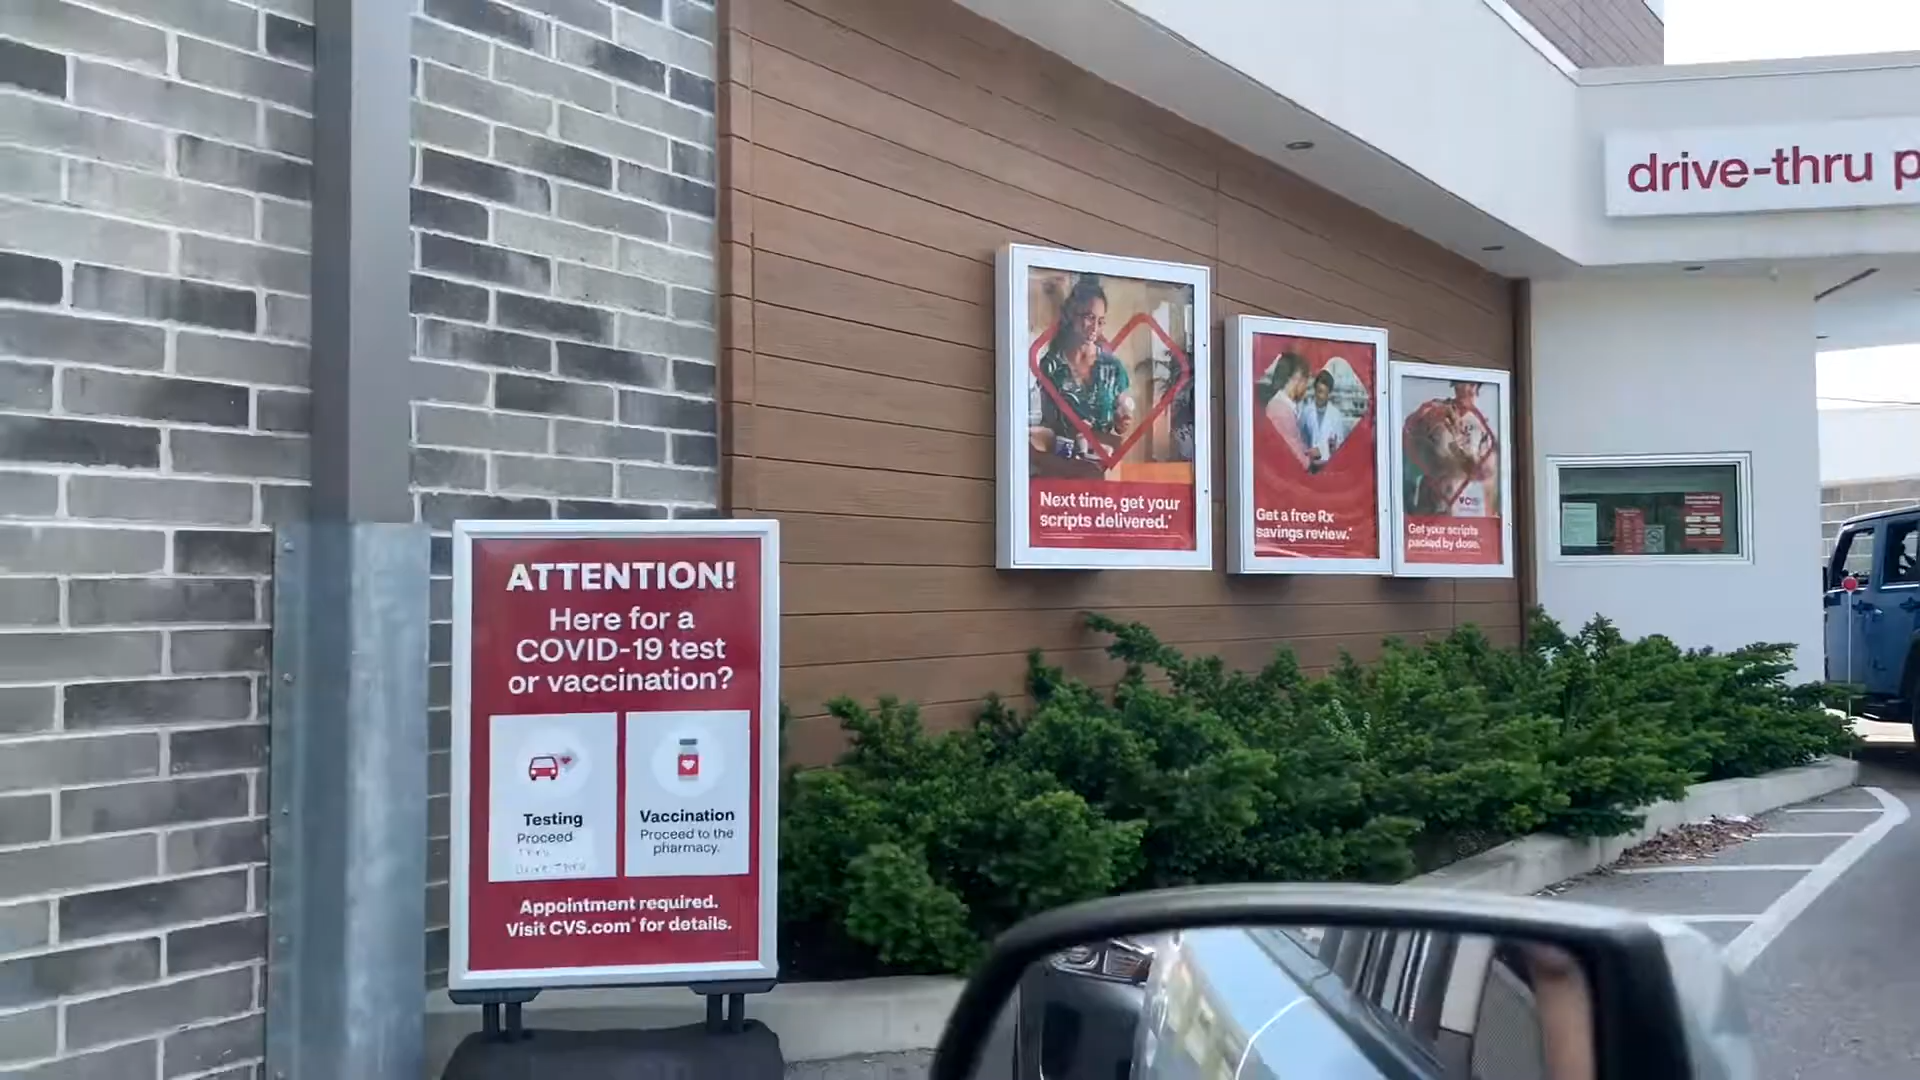 drive-thru p
Next time, get your
scripts delivered.*
Get a free Rx
savings review.*
Get your scripts
packed by dose.
ATTENTION!
Here for a
COVID-19 test
or vaccination?
Testing
Proceed
Thru
Drive-Thru
Vaccination
Proceed to the
pharmacy.
Appointment required.
Visit CVS.com® for details.